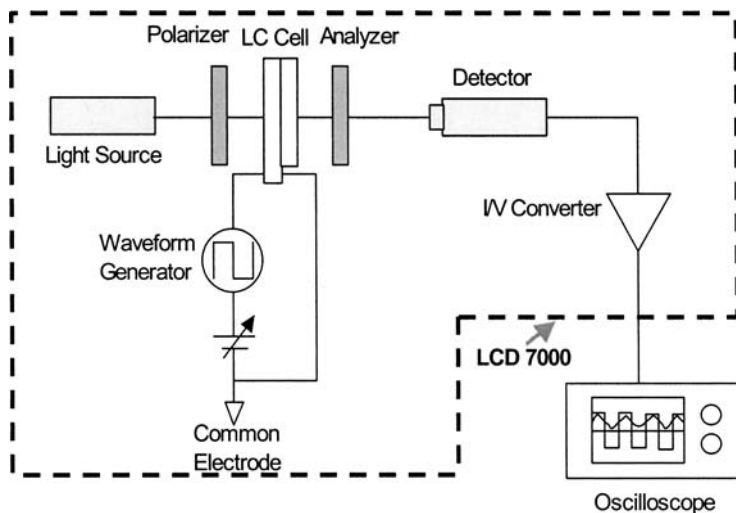 Polarizer LC Cell Analyzer
Detector
Light Source
I/V Converter
Waveform
Generator
LCD 7000
Common
Electrode
Oscilloscope